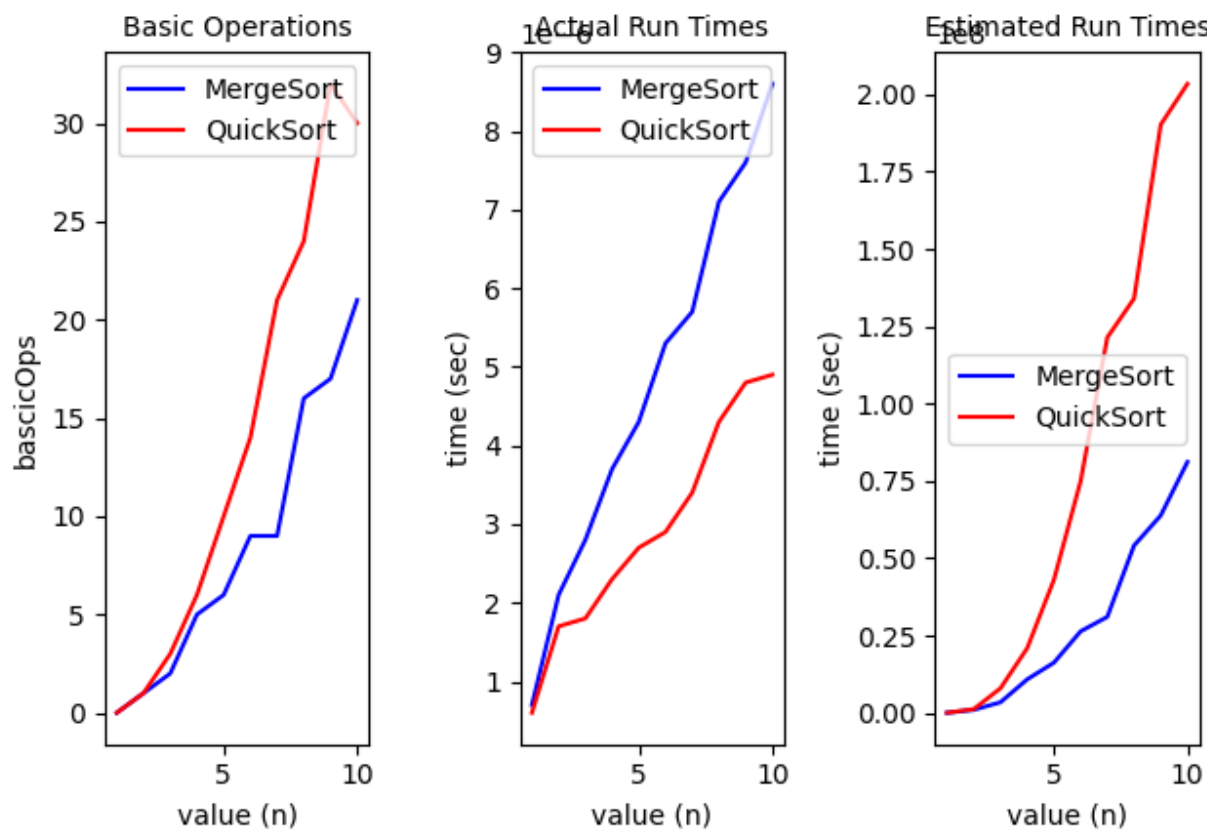 Basic Operations
MergeSort
QuickSort
30
25
20
15
10
5
0
bascicOps
5 10
value (n)
Actual Run Times
1e−6
MergeSort
QuickSort
9
8
7
6
5
4
3
2
1
time (sec)
5 10
value (n)
Estimated Run Times
1e8
2.00
1.75
1.50
1.25
1.00
0.75
0.50
0.25
0.00
MergeSort
QuickSort
time (sec)
5 10
value (n)